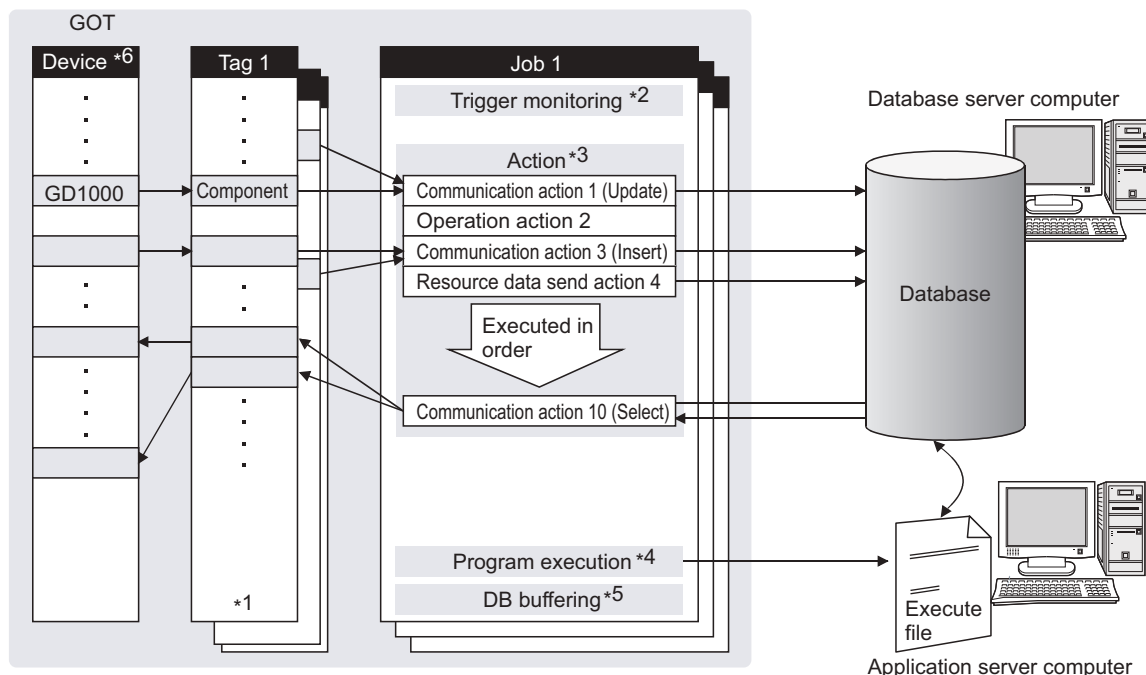 GOT
Device *6
Tag 1
Job 1
Trigger monitoring *2
Database server computer
Action*3
GD1000
Component
Communication action 1 (Update)
Operation action 2
Communication action 3 (Insert)
Resource data send action 4
Database
Executed in
order
Communication action 10 (Select)
Program execution *4
*1
DB buffering*5
Execute
file
Application server computer